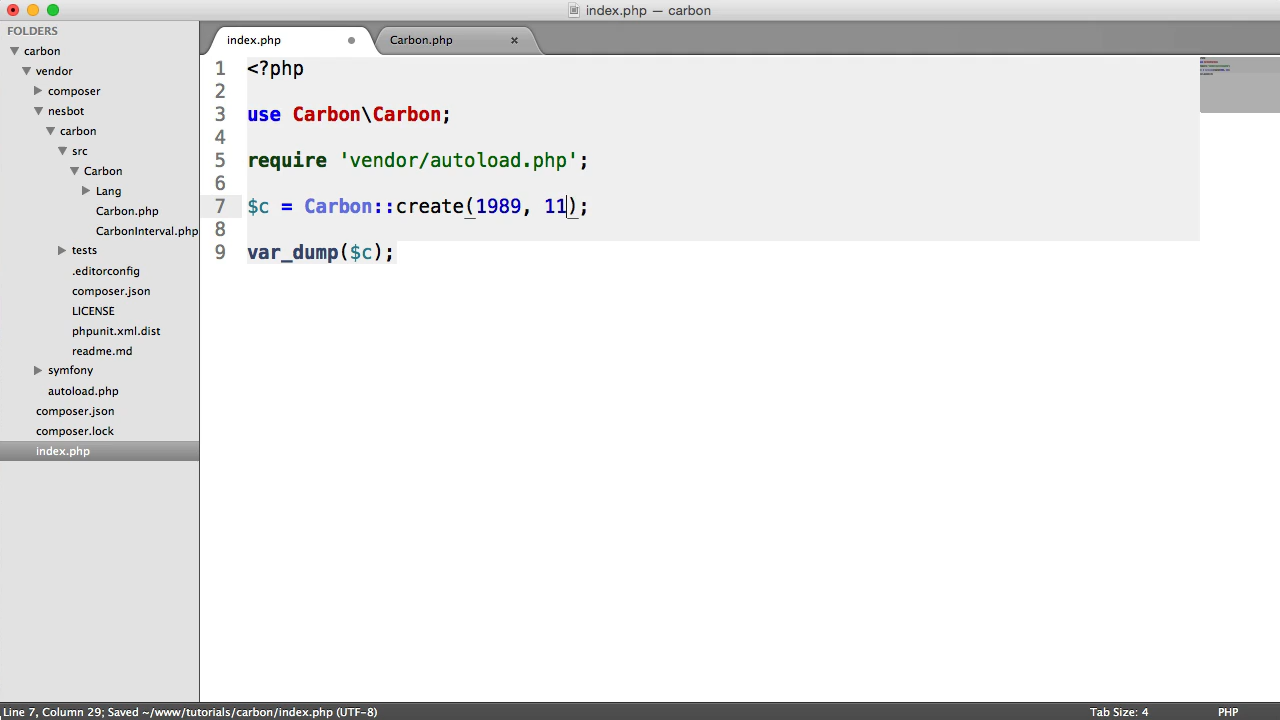 index.php — carbon
FOLDERS
carbon
vendor
composer
nesbot
carbon
src
Carbon
Lang
Carbon.php
CarbonInterval.php
tests
.editorconfig
composer.json
LICENSE
phpunit.xml.dist
readme.md
symfony
autoload.php
composer.json
composer.lock
index.php
index.php
Carbon.php
1 <?php
2
3 use Carbon\Carbon;
4
5 require 'vendor/autoload.php';
6
7 $c = Carbon::create(1989, 11);
8
9 var_dump($c);
Line 7, Column 29; Saved ~/www/tutorials/carbon/index.php (UTF-8)
Tab Size: 4
PHP